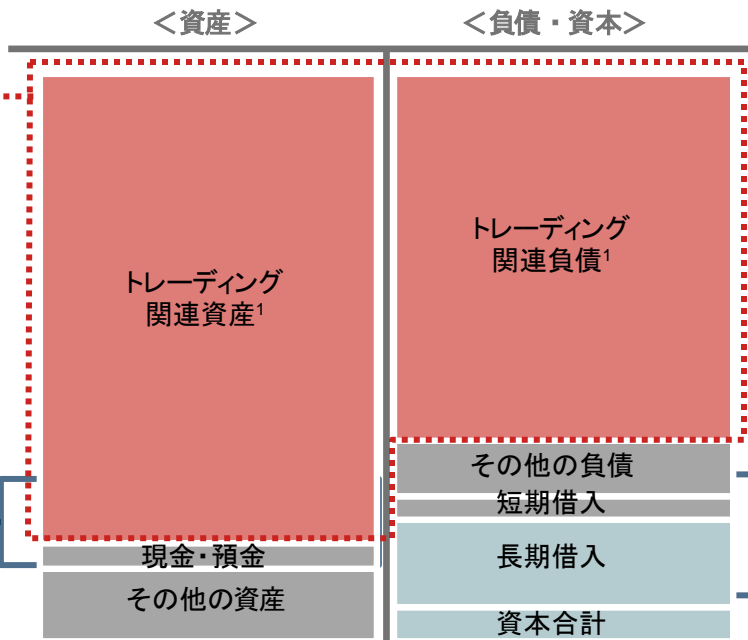 ＜資産＞
＜負債・資本＞
トレーディング
関連資産¹
現金・預金
その他の資産
トレーディング
関連負債¹
その他の負債
短期借入
長期借入
資本合計